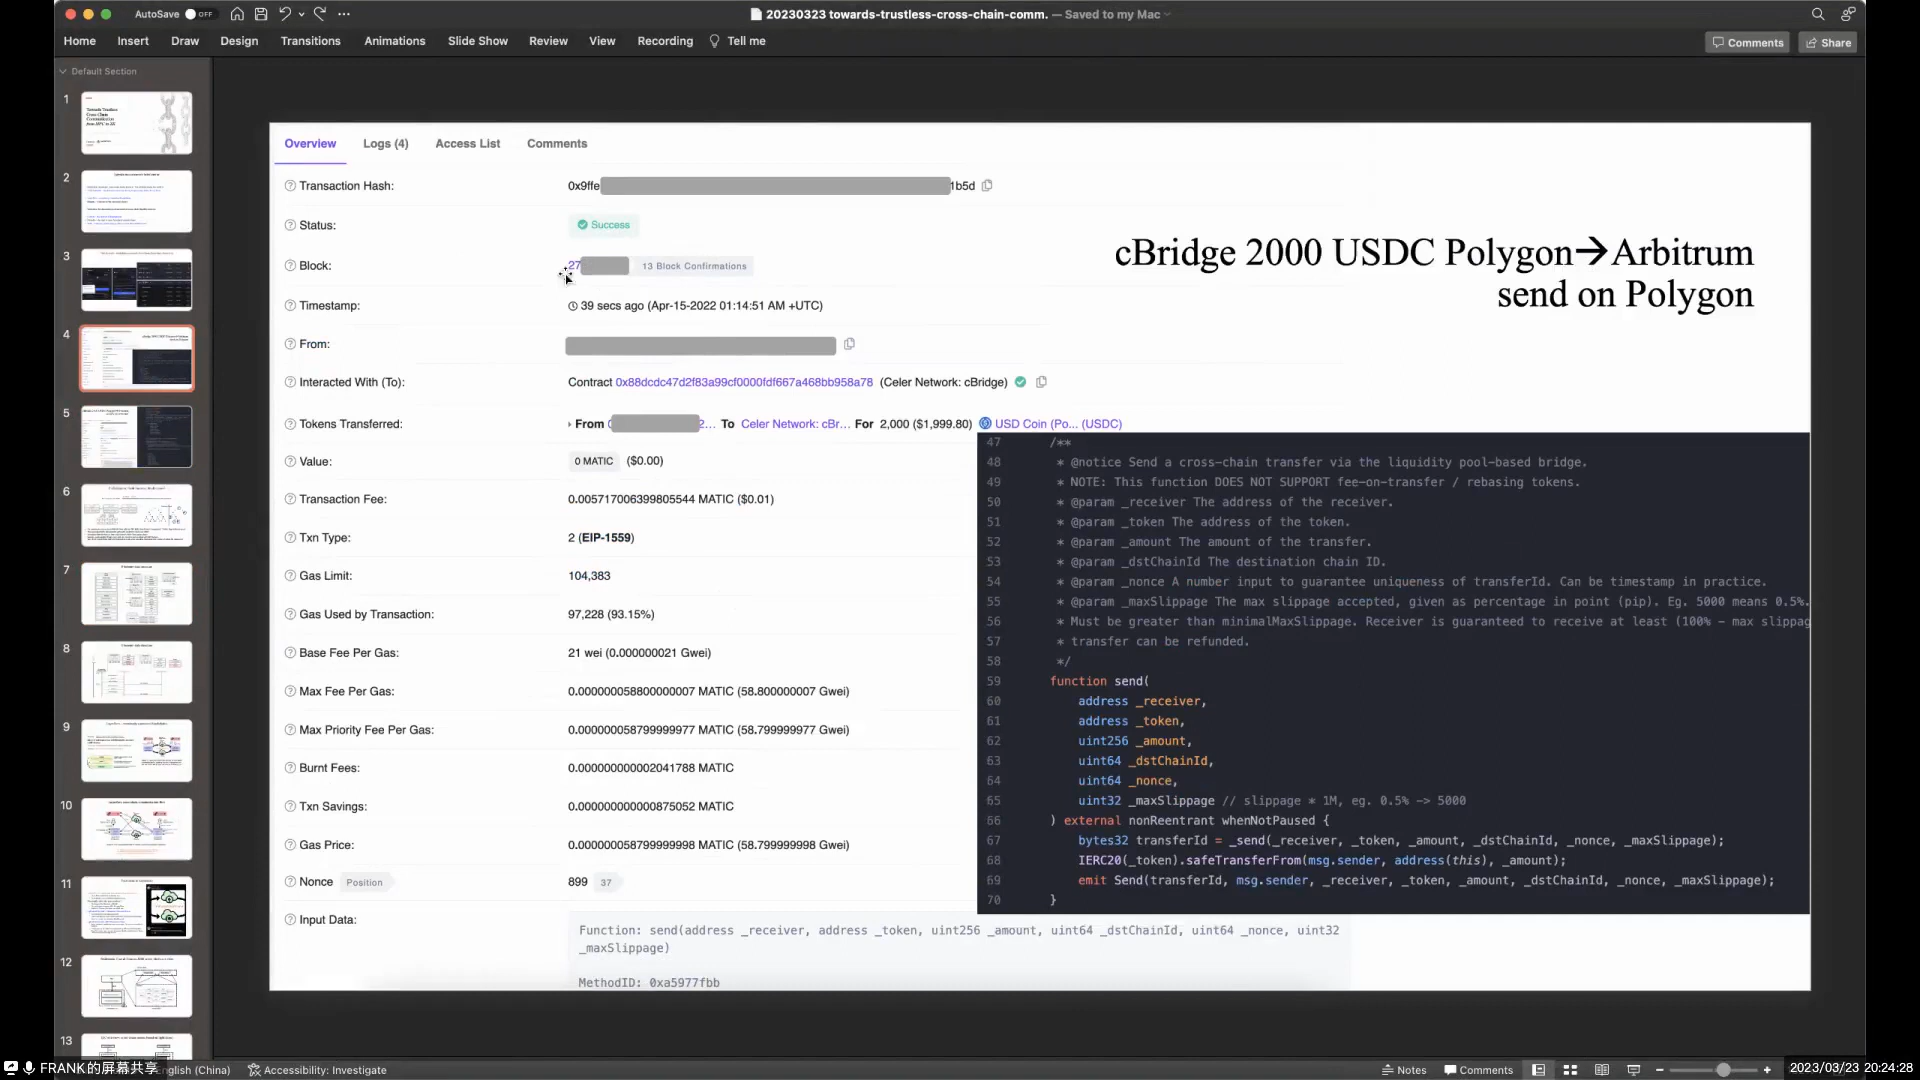 AutoSave OFF
20230323 towards-trustless-cross-chain-comm. — Saved to my Mac
Home Insert Draw Design Transitions Animations Slide Show Review View Recording Tell me
Comments Share
Default Section
1
2
3
4
5
6
7
8
9
10
11
12
13
Overview Logs (4) Access List Comments
Transaction Hash: 0x9ffe 1b5d
Status: Success
Block: 27 13 Block Confirmations
Timestamp: 39 secs ago (Apr-15-2022 01:14:51 AM +UTC)
From:
Interacted With (To): Contract 0x88dcdc47d2f83a99cf0000fdf667a468bb958a78 (Celer Network: cBridge)
Tokens Transferred: From 2... To Celer Network: cBr... For 2,000 ($1,999.80) USD Coin (Po... (USDC)
Value: 0 MATIC ($0.00)
Transaction Fee: 0.005717006399805544 MATIC ($0.01)
Txn Type: 2 (EIP-1559)
Gas Limit: 104,383
Gas Used by Transaction: 97,228 (93.15%)
Base Fee Per Gas: 21 wei (0.000000021 Gwei)
Max Fee Per Gas: 0.000000058800000007 MATIC (58.800000007 Gwei)
Max Priority Fee Per Gas: 0.000000058799999977 MATIC (58.799999977 Gwei)
Burnt Fees: 0.000000000002041788 MATIC
Txn Savings: 0.000000000000875052 MATIC
Gas Price: 0.000000058799999998 MATIC (58.799999998 Gwei)
Nonce Position 899 37
Input Data:
Function: send(address _receiver, address _token, uint256 _amount, uint64 _dstChainId, uint64 _nonce, uint32
_maxSlippage)
MethodID: 0xa5977fbb
cBridge 2000 USDC Polygon→Arbitrum
send on Polygon
47 /**
48 * @notice Send a cross-chain transfer via the liquidity pool-based bridge.
49 * NOTE: This function DOES NOT SUPPORT fee-on-transfer / rebasing tokens.
50 * @param _receiver The address of the receiver.
51 * @param _token The address of the token.
52 * @param _amount The amount of the transfer.
53 * @param _dstChainId The destination chain ID.
54 * @param _nonce A number input to guarantee uniqueness of transferId. Can be timestamp in practice.
55 * @param _maxSlippage The max slippage accepted, given as percentage in point (pip). Eg. 5000 means 0.5%.
56 * Must be greater than minimalMaxSlippage. Receiver is guaranteed to receive at least (100% - max slippag
57 * transfer can be refunded.
58 */
59 function send(
60 address _receiver,
61 address _token,
62 uint256 _amount,
63 uint64 _dstChainId,
64 uint64 _nonce,
65 uint32 _maxSlippage // slippage * 1M, eg. 0.5% -> 5000
66 ) external nonReentrant whenNotPaused {
67 bytes32 transferId = _send(_receiver, _token, _amount, _dstChainId, _nonce, _maxSlippage);
68 IERC20(_token).safeTransferFrom(msg.sender, address(this), _amount);
69 emit Send(transferId, msg.sender, _receiver, _token, _amount, _dstChainId, _nonce, _maxSlippage);
70 }
FRANK的屏幕共享 nglish (China) Accessibility: Investigate
Notes Comments
2023/03/23 20:24:28